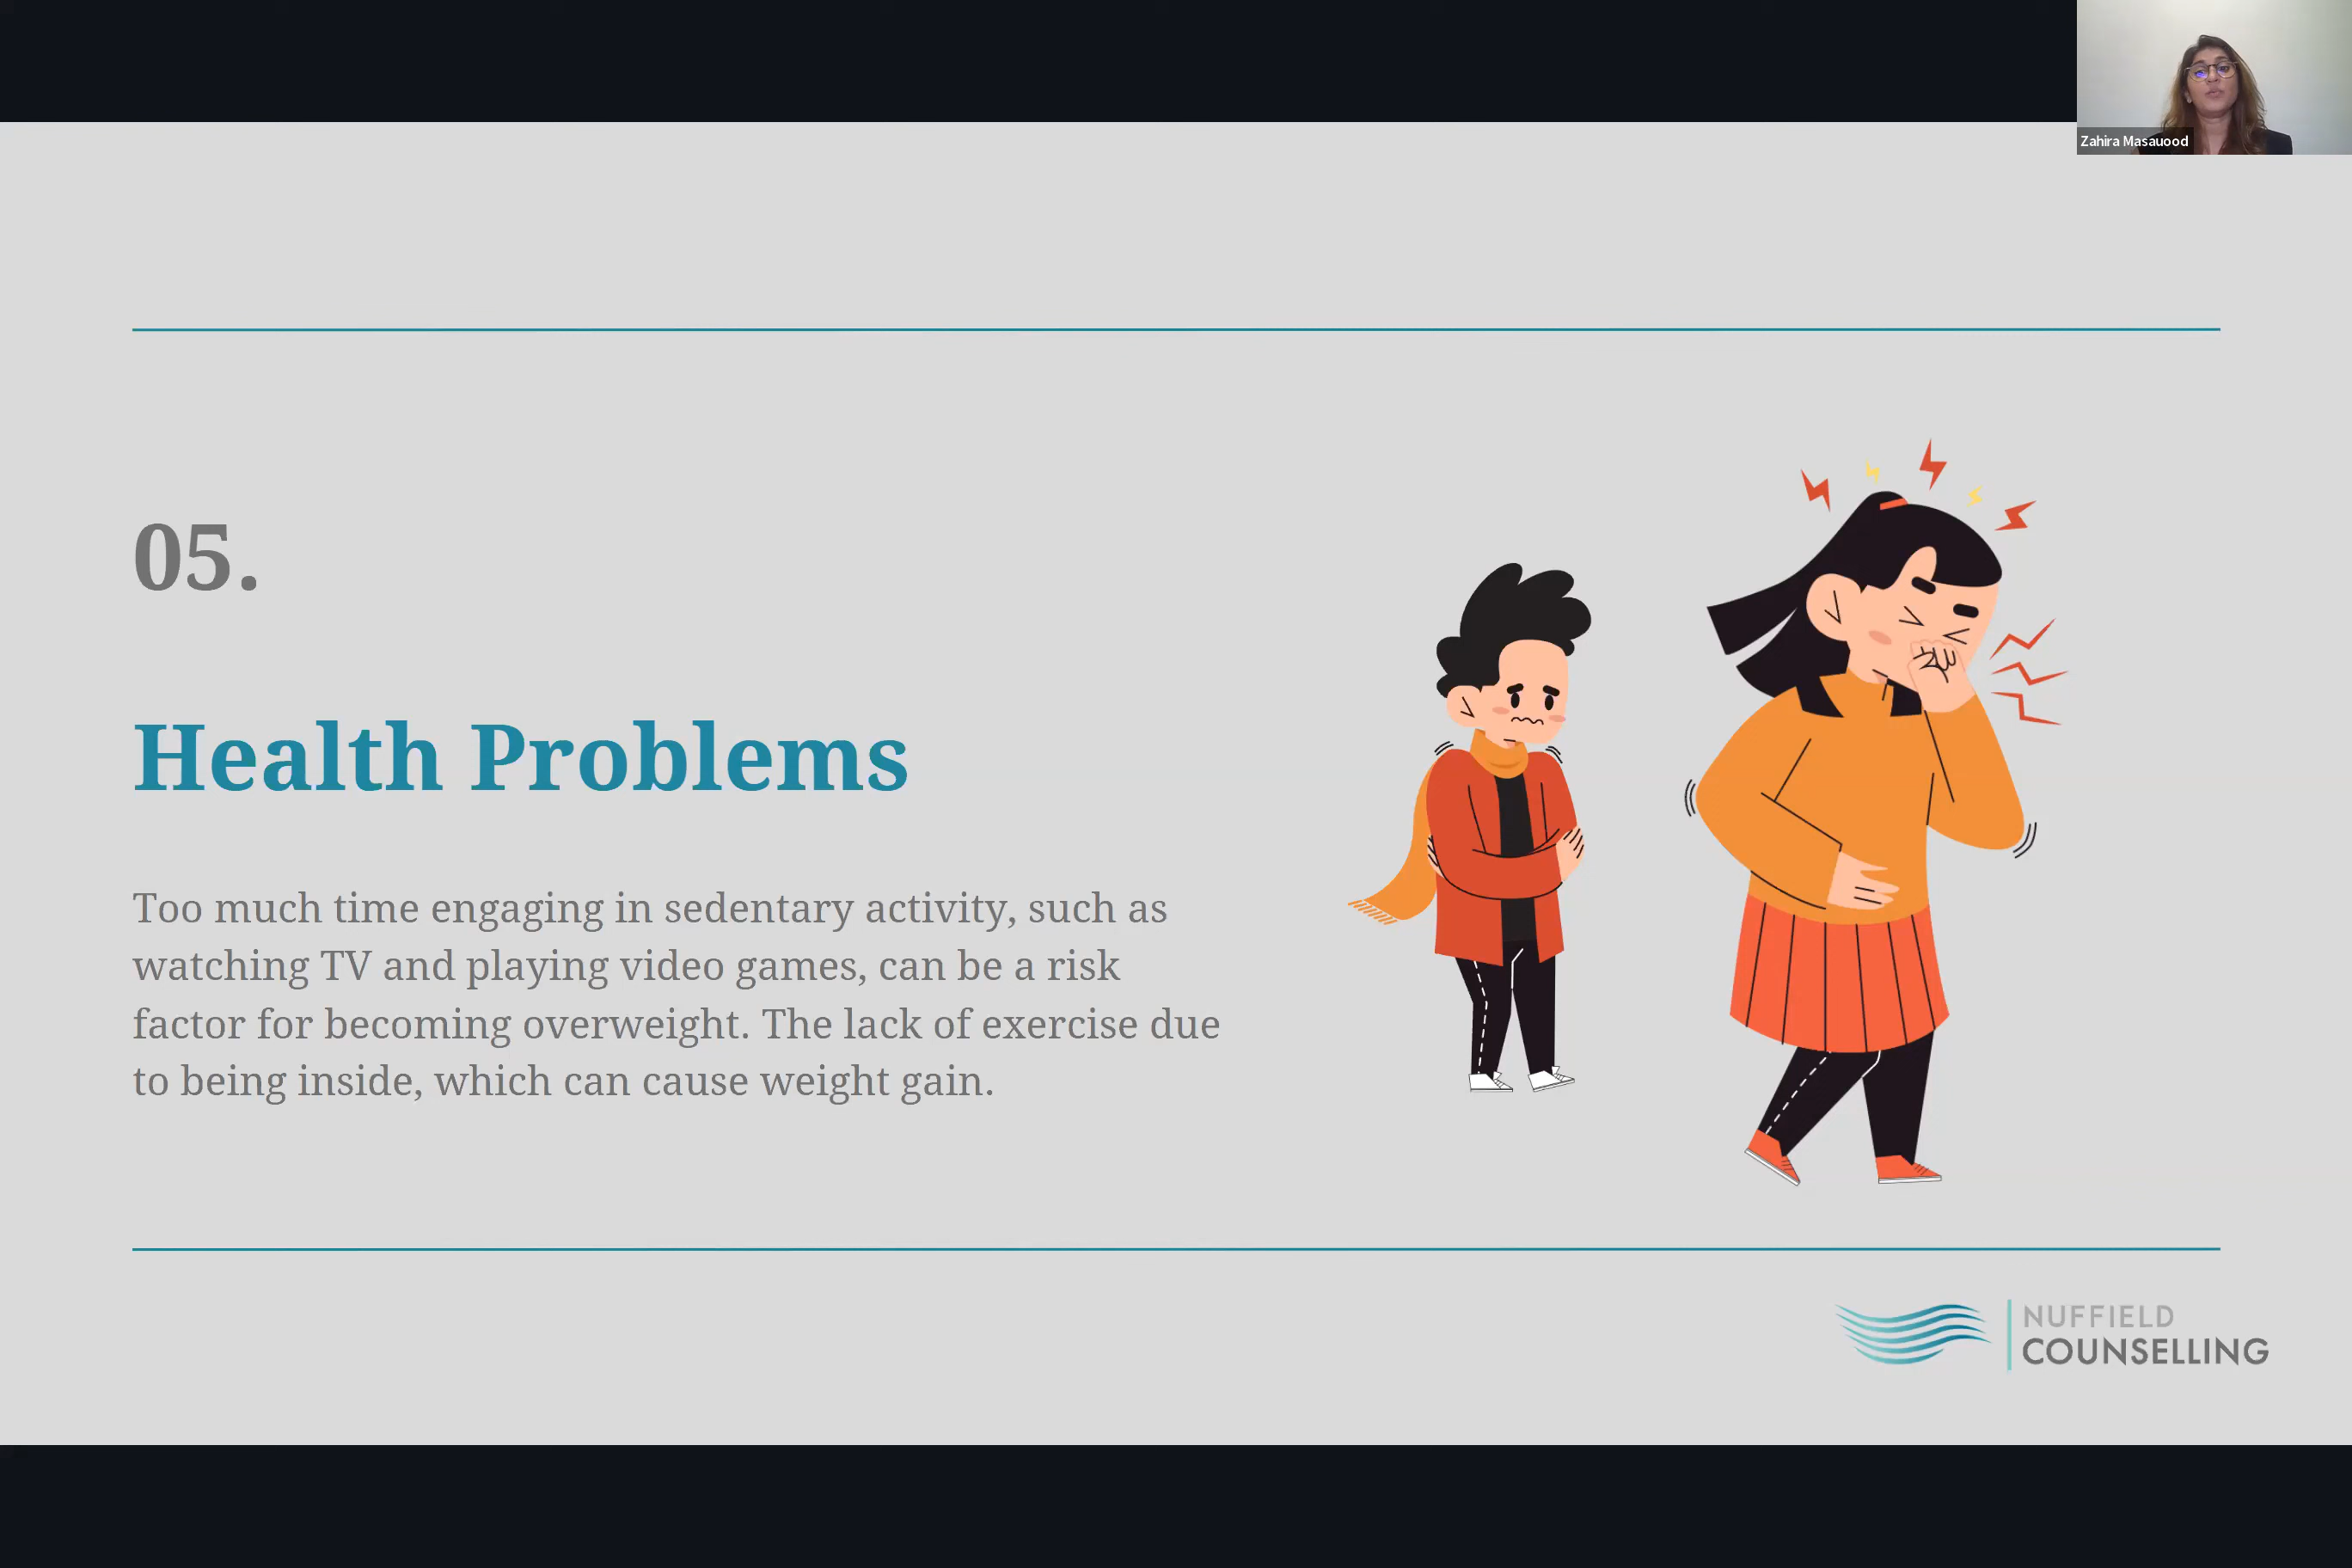 Zahira Masauood
05.
Health Problems
Too much time engaging in sedentary activity, such as
watching TV and playing video games, can be a risk
factor for becoming overweight. The lack of exercise due
to being inside, which can cause weight gain.
NUFFIELD
COUNSELLING